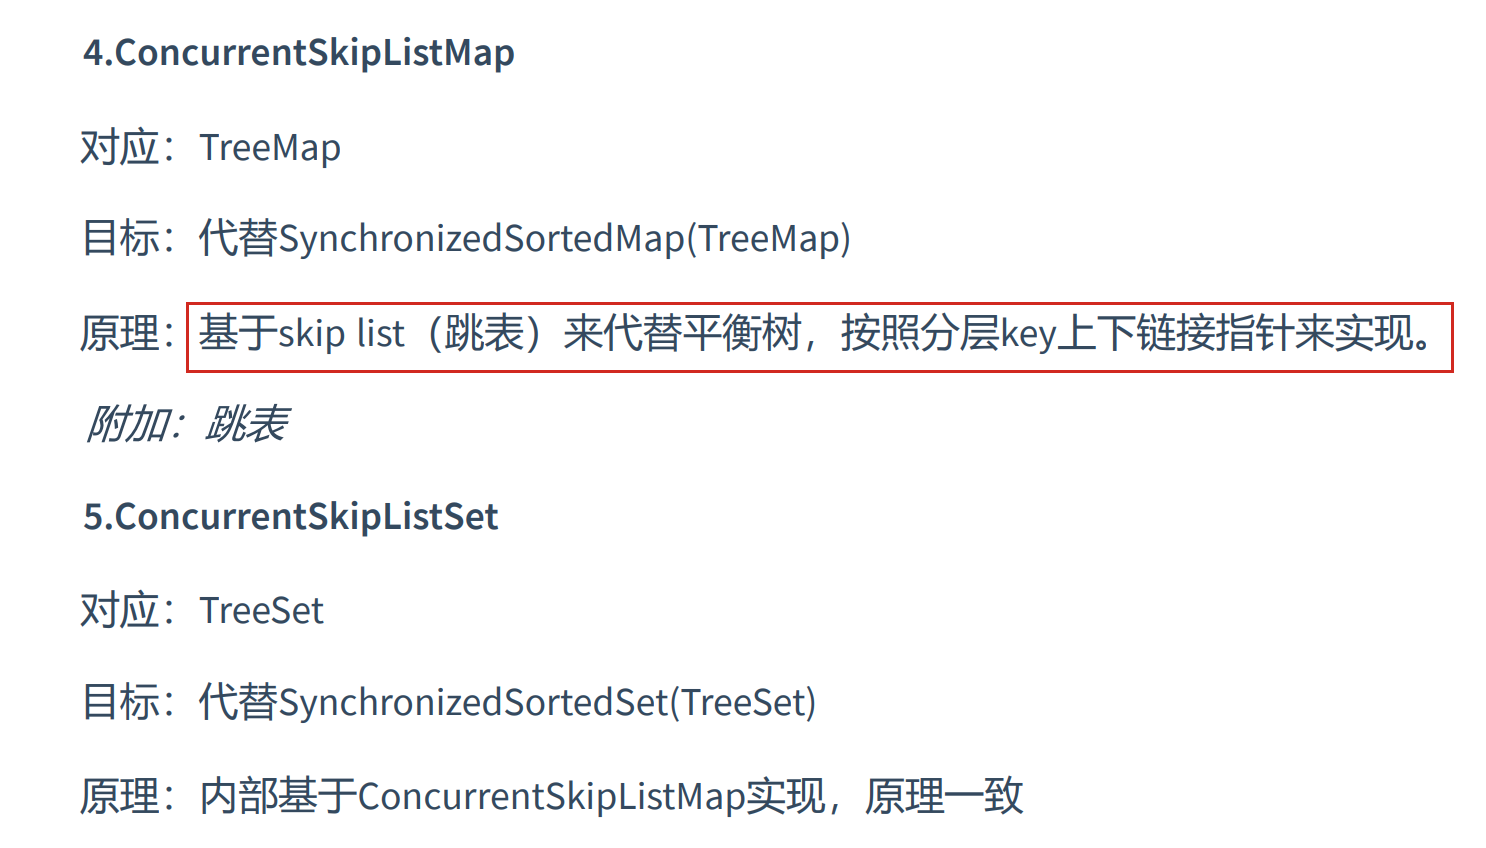 4.ConcurrentSkipListMap
对应：TreeMap
目标：代替SynchronizedSortedMap(TreeMap)
原理：基于skip list（跳表）来代替平衡树，按照分层key上下链接指针来实现。
附加：跳表
5.ConcurrentSkipListSet
对应：TreeSet
目标：代替SynchronizedSortedSet(TreeSet)
原理：内部基于ConcurrentSkipListMap实现，原理一致